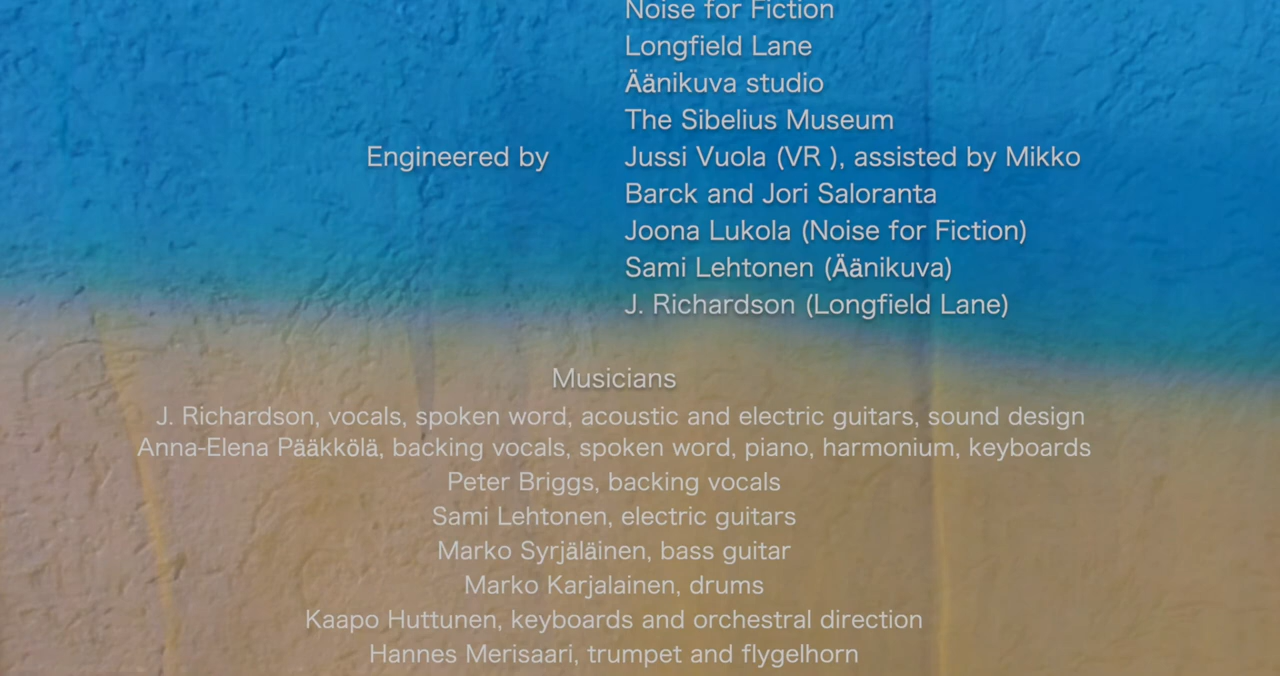 Noise for Fiction
Longfield Lane
Äänikuva studio
The Sibelius Museum
Engineered by Jussi Vuola (VR ), assisted by Mikko
Barck and Jori Saloranta
Joona Lukola (Noise for Fiction)
Sami Lehtonen (Äänikuva)
J. Richardson (Longfield Lane)
Musicians
J. Richardson, vocals, spoken word, acoustic and electric guitars, sound design
Anna-Elena Pääkkölä, backing vocals, spoken word, piano, harmonium, keyboards
Peter Briggs, backing vocals
Sami Lehtonen, electric guitars
Marko Syrjäläinen, bass guitar
Marko Karjalainen, drums
Kaapo Huttunen, keyboards and orchestral direction
Hannes Merisaari, trumpet and flygelhorn